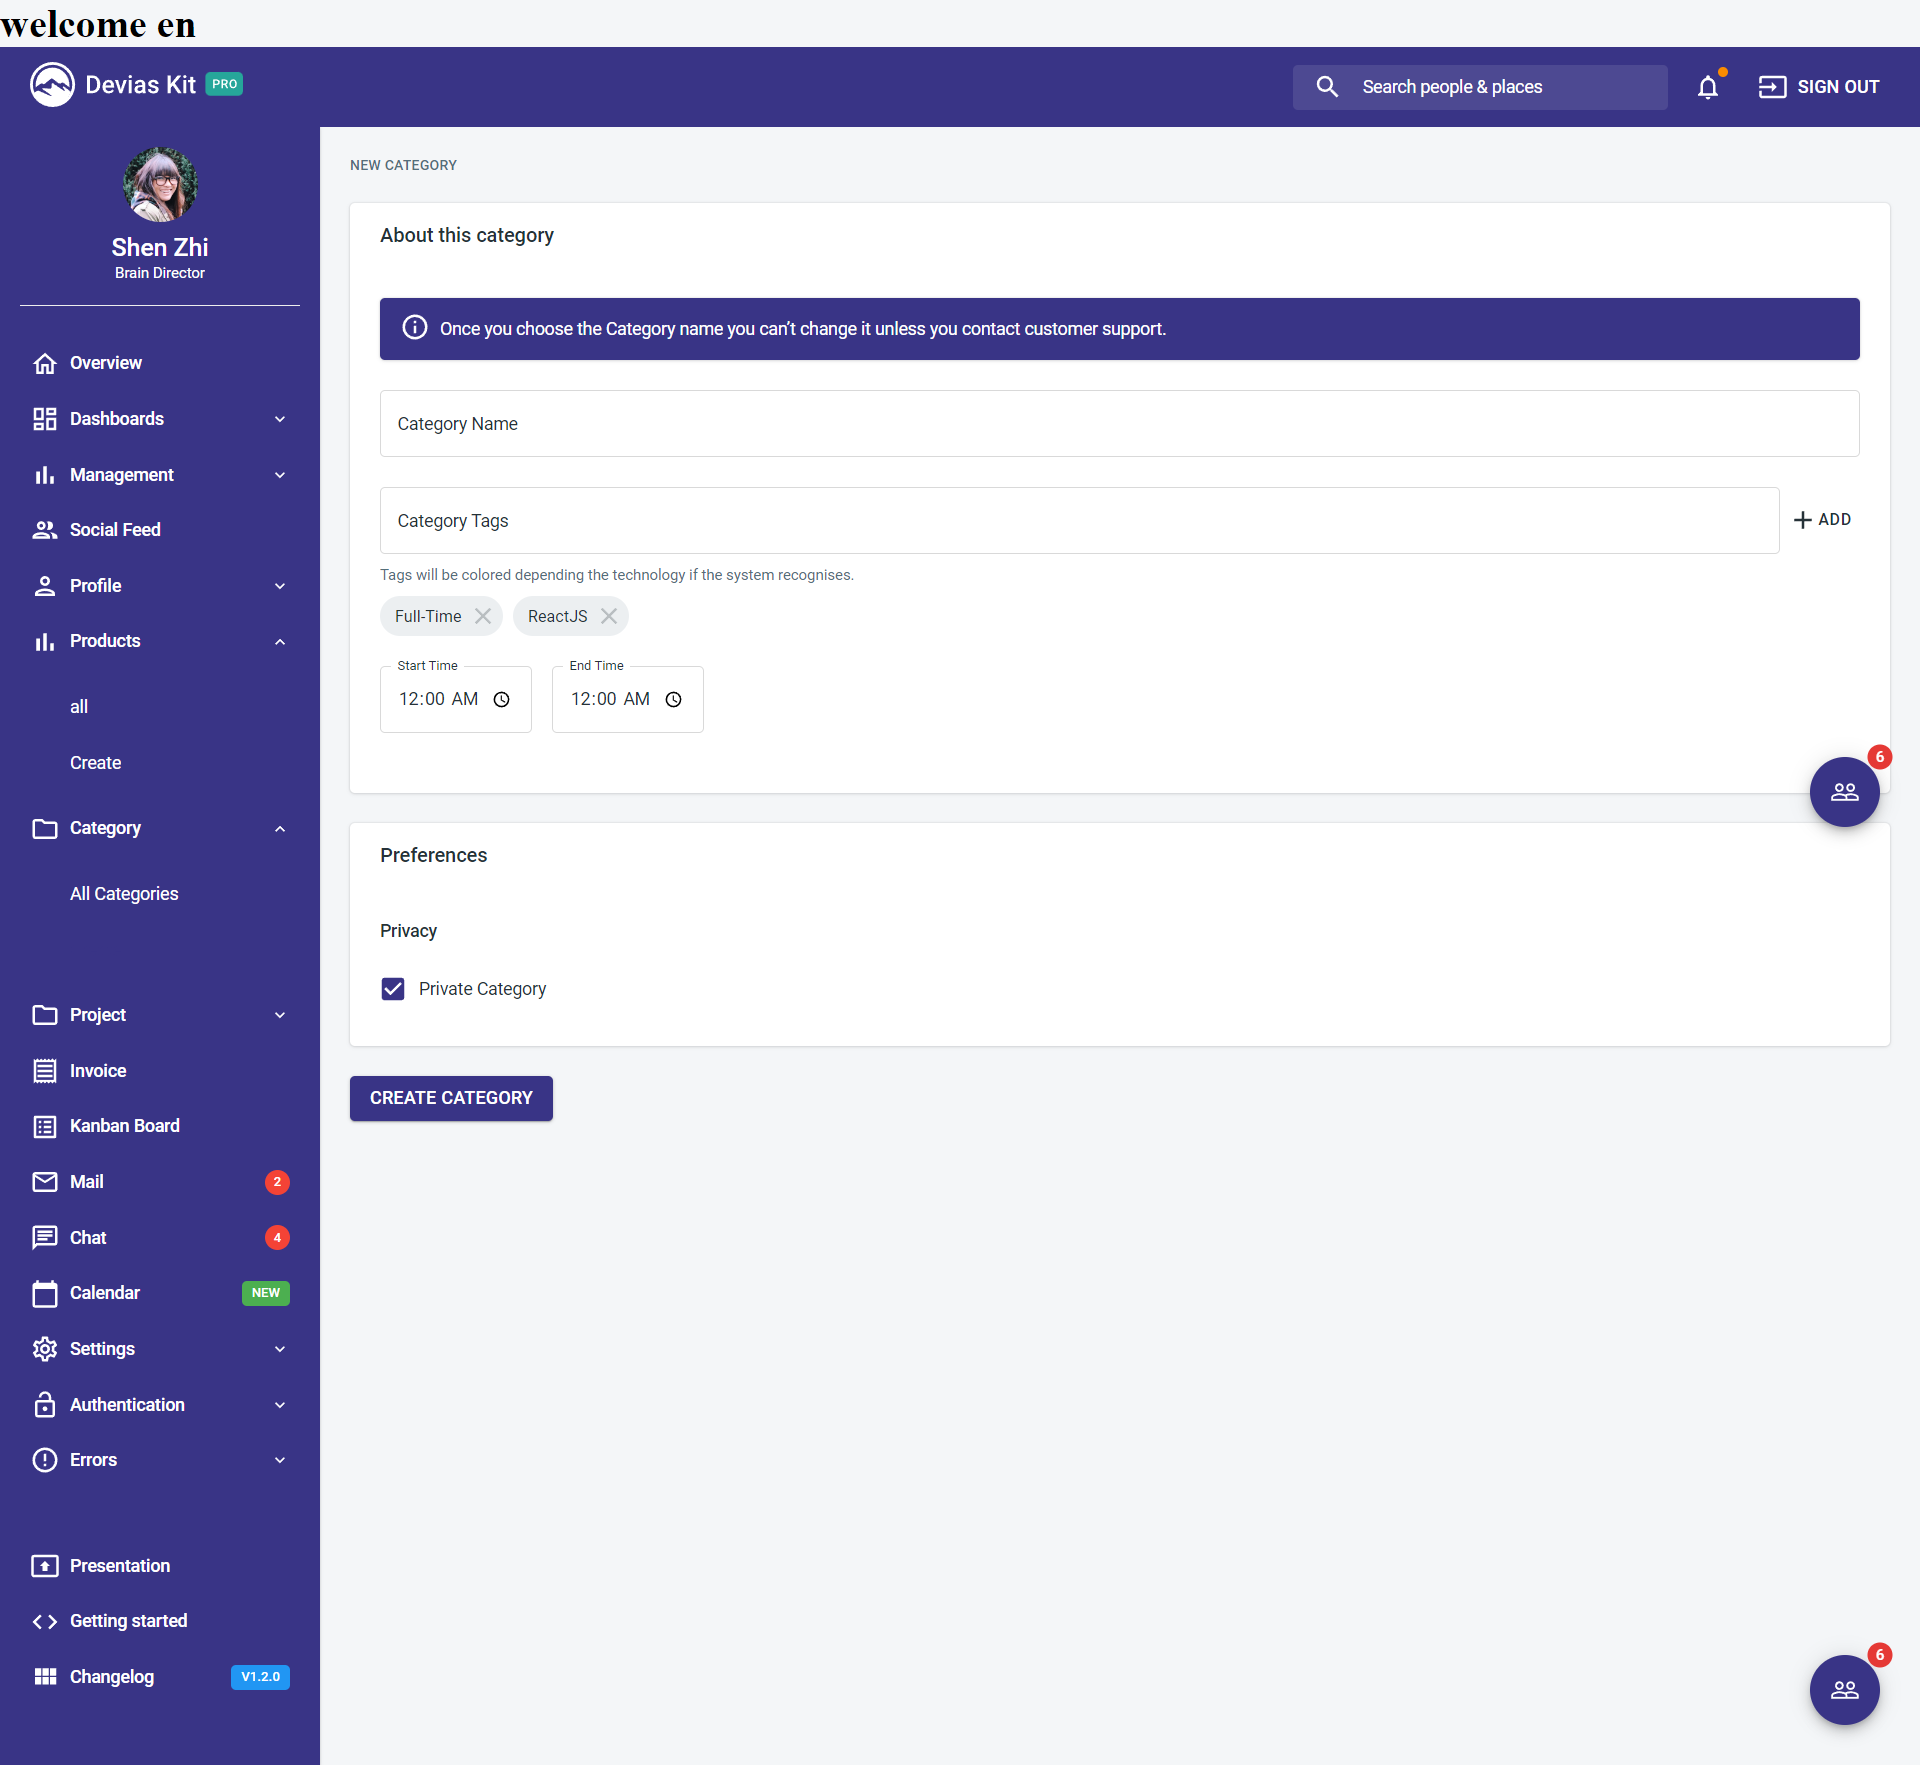 welcome en
Devias Kit PRO
Search people & places
SIGN OUT
Shen Zhi
Brain Director
Overview
Dashboards
Management
Social Feed
Profile
Products
all
Create
Category
All Categories
Project
Invoice
Kanban Board
Mail 2
Chat 4
Calendar NEW
Settings
Authentication
Errors
Presentation
Getting started
Changelog V1.2.0
NEW CATEGORY
About this category
Once you choose the Category name you can’t change it unless you contact customer support.
Category Name
Category Tags
ADD
Tags will be colored depending the technology if the system recognises.
Full-Time ReactJS
Start Time End Time
12:00 AM 12:00 AM
6
Preferences
Privacy
Private Category
CREATE CATEGORY
6